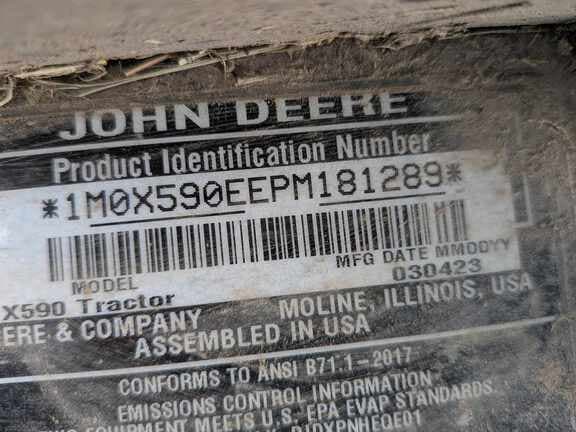 JOHN DEERE
Product Identification Number
*1M0X590EEPM181289*
MODEL
MFG DATE MMDDYY
X590 Tractor
030423
ERE & COMPANY
MOLINE, ILLINOIS, USA
ASSEMBLED IN USA
CONFORMS TO ANSI B71.1-2017
EMISSIONS CONTROL INFORMATION
EQUIPMENT MEETS U.S. EPA EVAP STANDARDS.